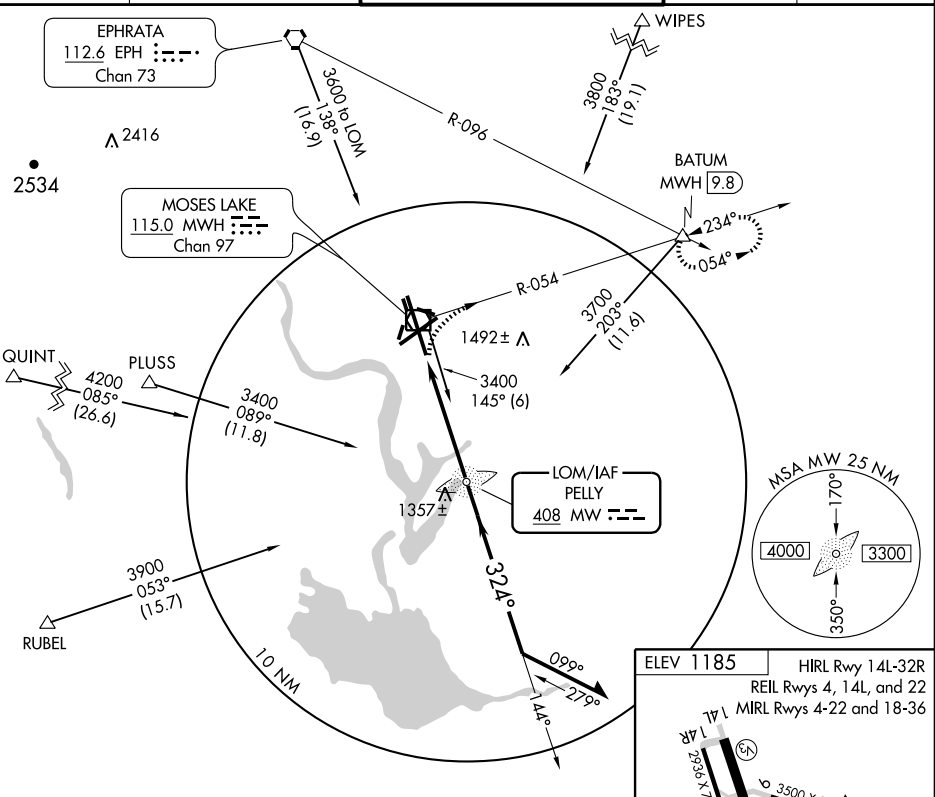 EPHRATA
112.6 EPH
Chan 73
WIPES
3600 to LOM
138°
(16.9)
3800
183°
(19.1)
2416
2534
R-096
BATUM
MWH 9.8
MOSES LAKE
115.0 MWH
Chan 97
234°
054°
R-054
3700
203°
(11.6)
1492±
QUINT
4200
085°
(26.6)
PLUSS
3400
089°
(11.8)
3400
145° (6)
LOM/IAF
PELLY
408 MW
1357±
MSA MW 25 NM
170°
4000
3300
350°
324°
3900
053°
(15.7)
RUBEL
10 NM
099°
279°
144°
ELEV 1185
HIRL Rwy 14L-32R
REIL Rwys 4, 14L, and 22
MIRL Rwys 4-22 and 18-36
14L
14R
V3
2936 X 7
9
3500 X